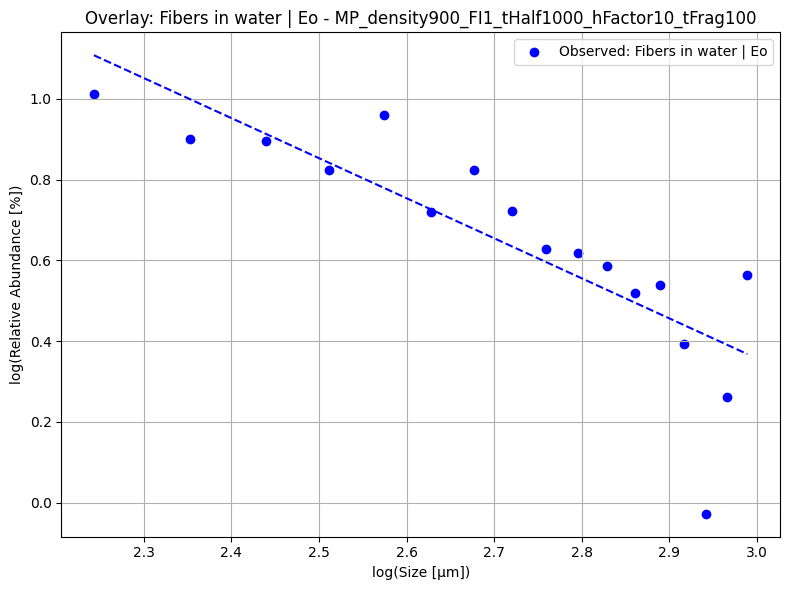 Overlay: Fibers in water | Eo - MP_density900_FI1_tHalf1000_hFactor10_tFrag100
Observed: Fibers in water | Eo
log(Relative Abundance [%])
1.0
0.8
0.6
0.4
0.2
0.0
2.3 2.4 2.5 2.6 2.7 2.8 2.9 3.0
log(Size [µm])